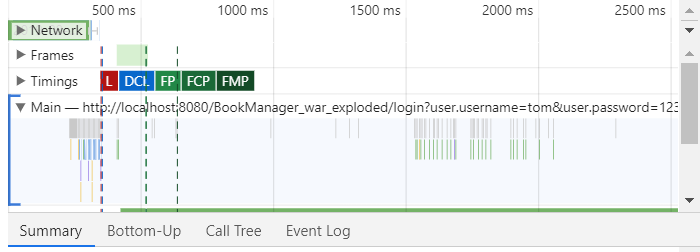 500 ms 1000 ms 1500 ms 2000 ms 2500 ms
Network
Frames
Timings L DCL FP FCP FMP
Main — http://localhost:8080/BookManager_war_exploded/login?user.username=tom&user.password=123
Summary Bottom-Up Call Tree Event Log